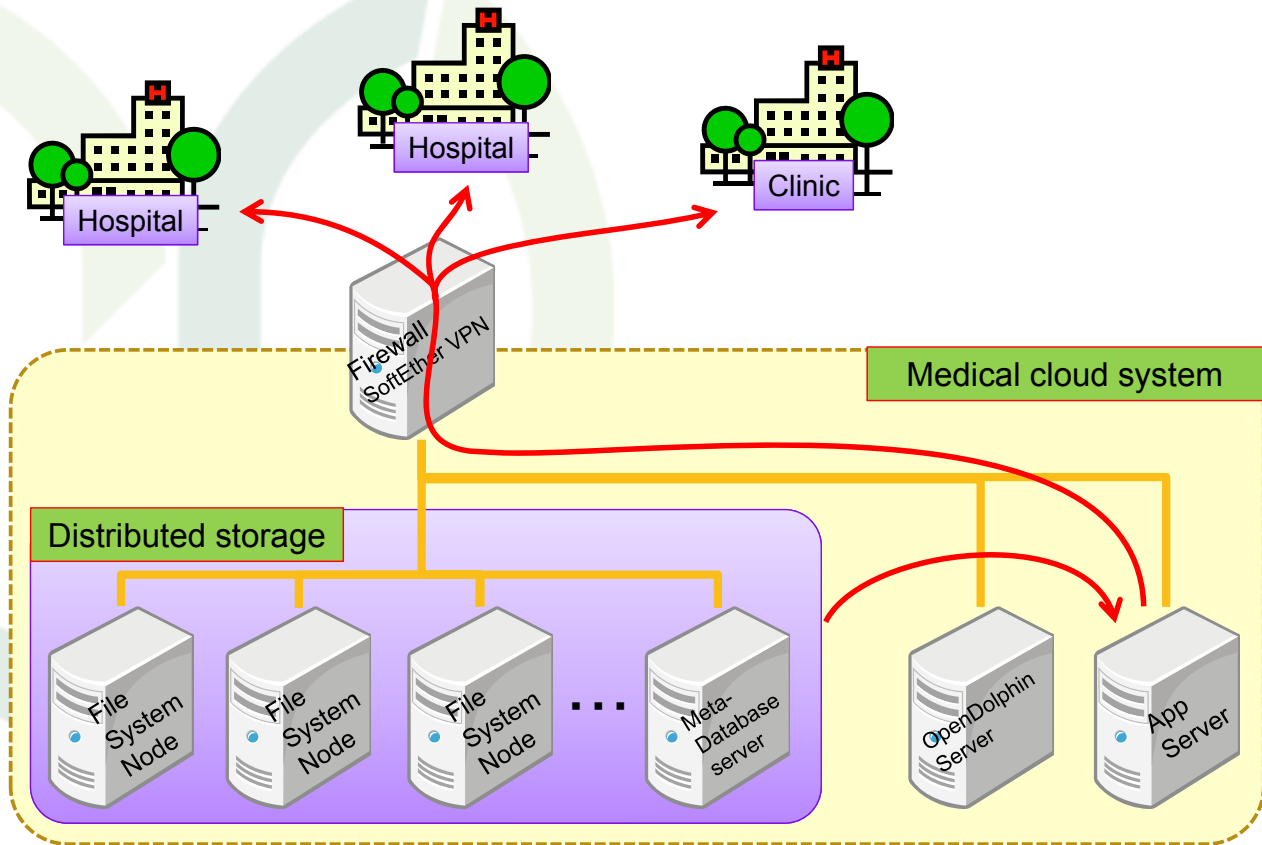 H
H
H
Hospital
Hospital
Clinic
Firewall
SoftEther VPN
Medical cloud system
Distributed storage
File
System
Node
File
System
Node
File
System
Node
...
Meta-
Database
server
OpenDolphin
Server
App
Server